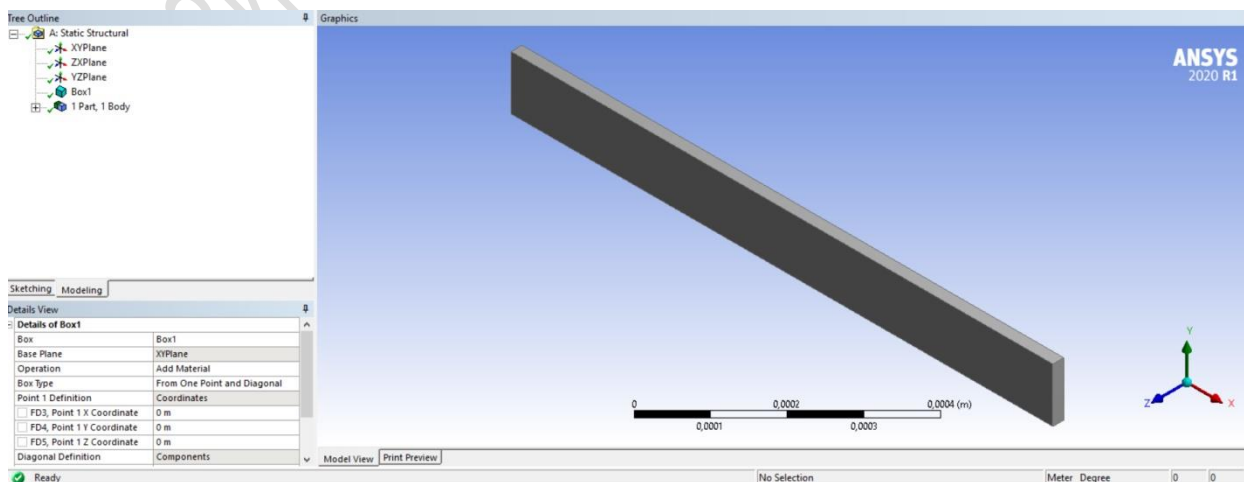 Tree Outline
Graphics
A: Static Structural
XYPlane
ZXPlane
YZPlane
Box1
1 Part, 1 Body
ANSYS
2020 R1
Sketching Modeling
Details View
Details of Box1
Box Box1
Base Plane XYPlane
Operation Add Material
Box Type From One Point and Diagonal
Point 1 Definition Coordinates
FD3, Point 1 X Coordinate 0 m
FD4, Point 1 Y Coordinate 0 m
FD5, Point 1 Z Coordinate 0 m
Diagonal Definition Components
0 0,0002 0,0004 (m)
0,0001 0,0003
Y
Z X
Model View Print Preview
Ready No Selection Meter Degree 0 0